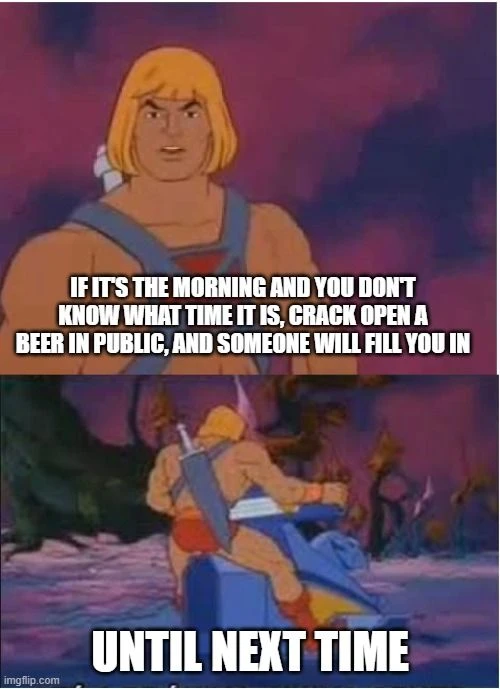 IF IT'S THE MORNING AND YOU DON'T
KNOW WHAT TIME IT IS, CRACK OPEN A
BEER IN PUBLIC, AND SOMEONE WILL FILL YOU IN
UNTIL NEXT TIME
imgflip.com